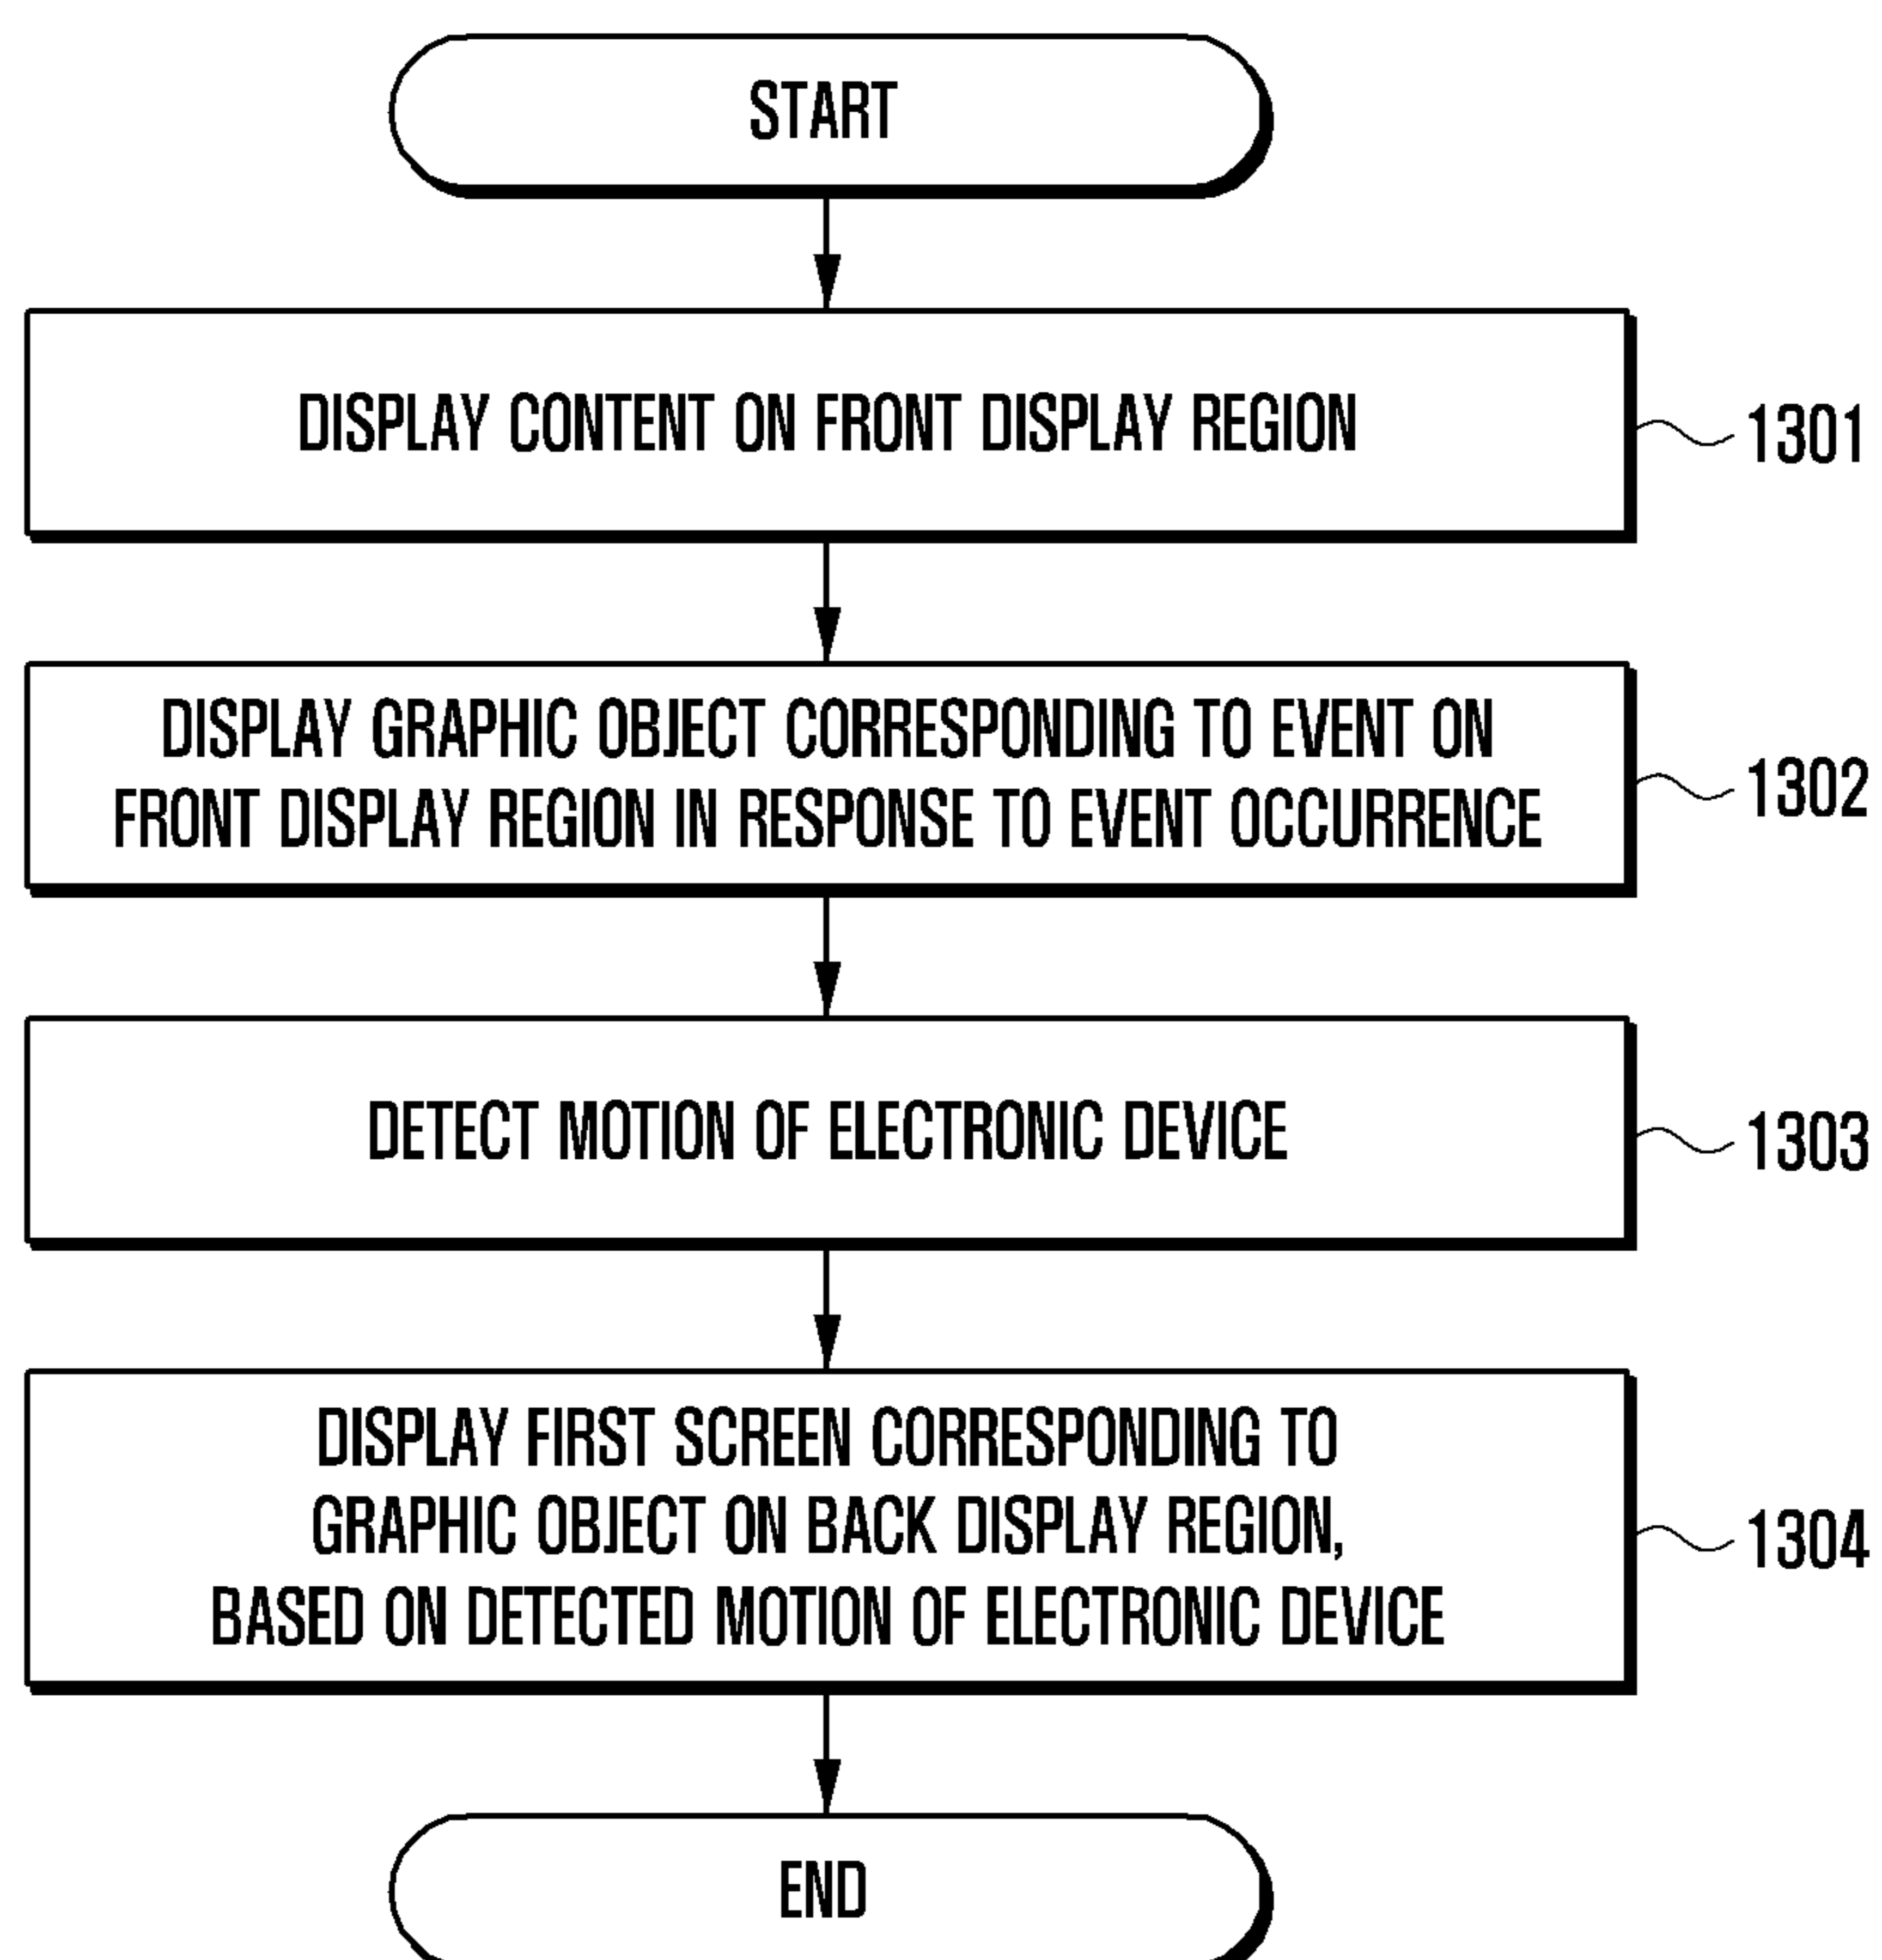 START
DISPLAY CONTENT ON FRONT DISPLAY REGION
1301
DISPLAY GRAPHIC OBJECT CORRESPONDING TO EVENT ON
FRONT DISPLAY REGION IN RESPONSE TO EVENT OCCURRENCE
1302
DETECT MOTION OF ELECTRONIC DEVICE
1303
DISPLAY FIRST SCREEN CORRESPONDING TO
GRAPHIC OBJECT ON BACK DISPLAY REGION,
BASED ON DETECTED MOTION OF ELECTRONIC DEVICE
1304
END